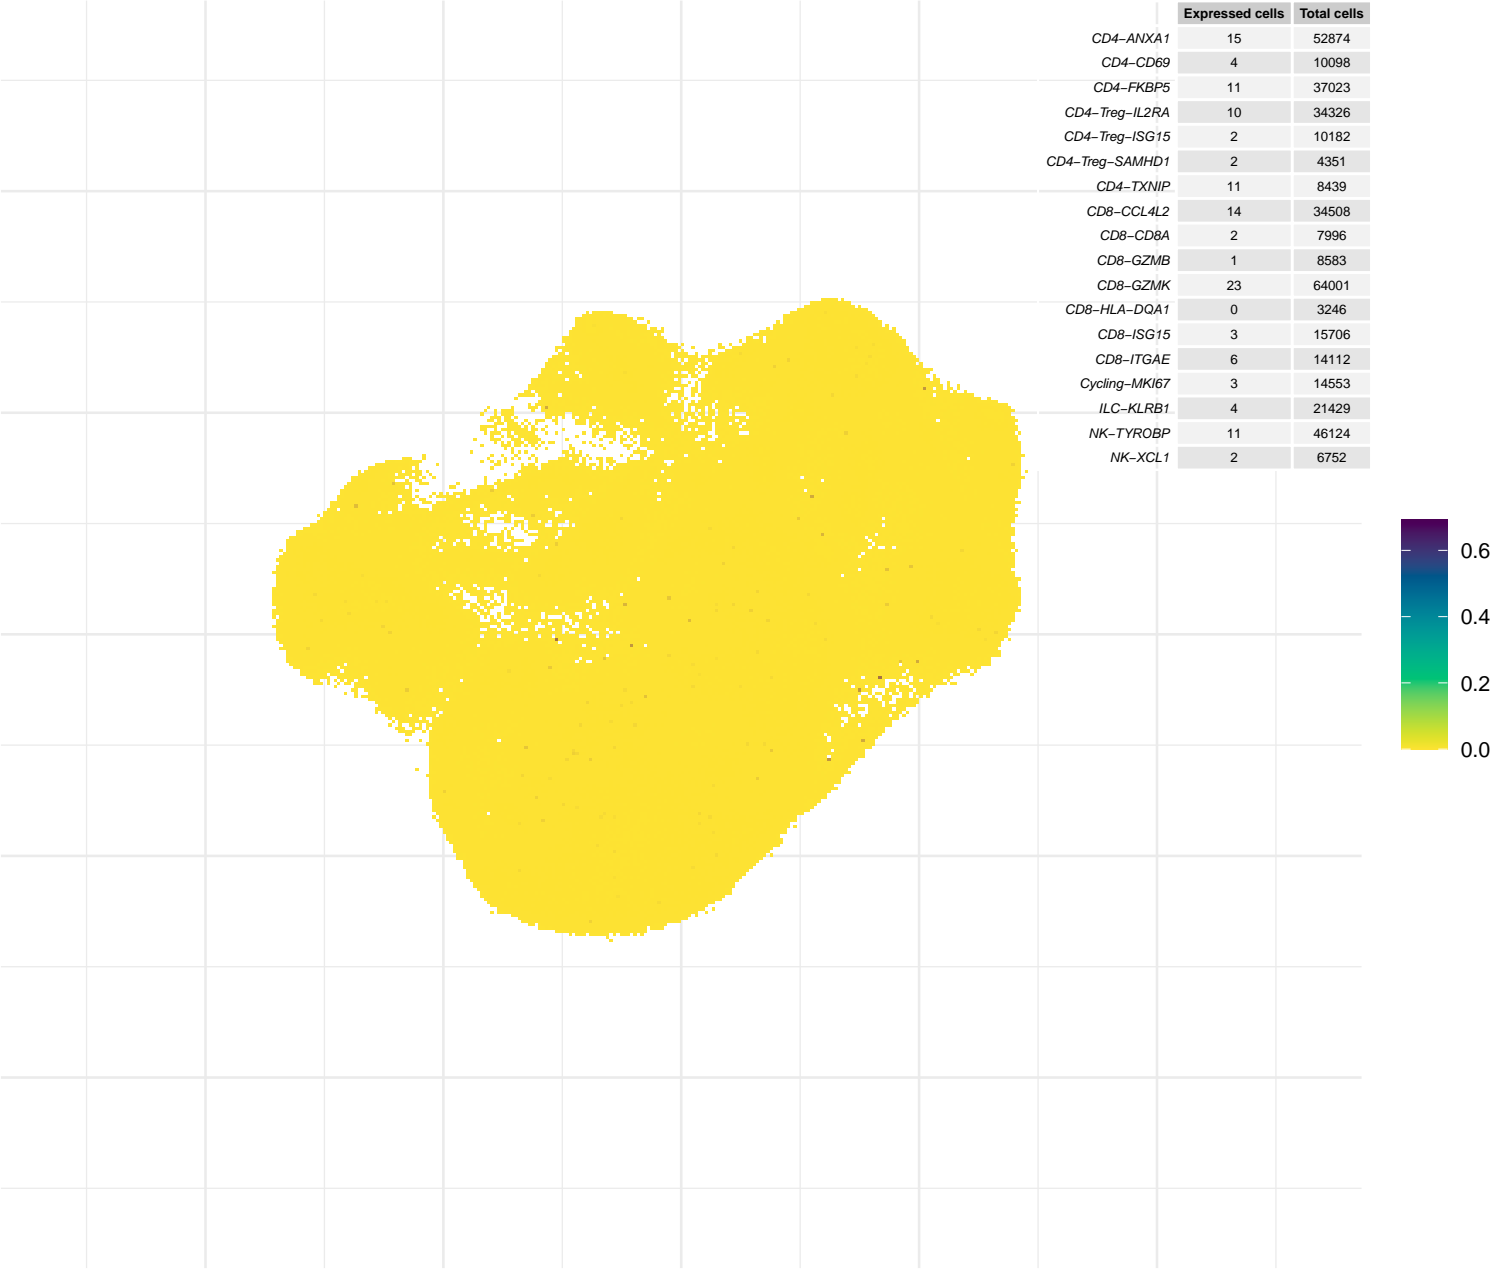 Expressed cells Total cells
CD4−ANXA1 15 52874
CD4−CD69 4 10098
CD4−FKBP5 11 37023
CD4−Treg−IL2RA 10 34326
CD4−Treg−ISG15 2 10182
CD4−Treg−SAMHD1 2 4351
CD4−TXNIP 11 8439
CD8−CCL4L2 14 34508
CD8−CD8A 2 7996
CD8−GZMB 1 8583
CD8−GZMK 23 64001
CD8−HLA−DQA1 0 3246
CD8−ISG15 3 15706
CD8−ITGAE 6 14112
Cycling−MKI67 3 14553
ILC−KLRB1 4 21429
NK−TYROBP 11 46124
NK−XCL1 2 6752
0.6
0.4
0.2
0.0